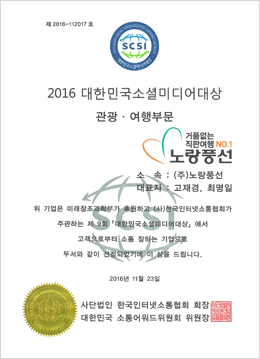 제 2016-112017 호
SCSI
2016 대한민국소셜미디어대상
관광 · 여행부문
거품없는
직판여행 NO.1
노랑풍선
소 속 : (주)노랑풍선
대표자 : 고재경, 최명일
위 기업은 미래창조과학부가 후원하고 (사)한국인터넷소통협회가
주관하는 제 9회 「대한민국소셜미디어대상」 에서
고객으로부터 소통 잘하는 기업으로
두서와 같이 선정되었기에 이 상을 드립니다.
SCSI
2016년 11월 23일
사단법인 한국인터넷소통협회 회장
대한민국 소통어워드위원회 위원장